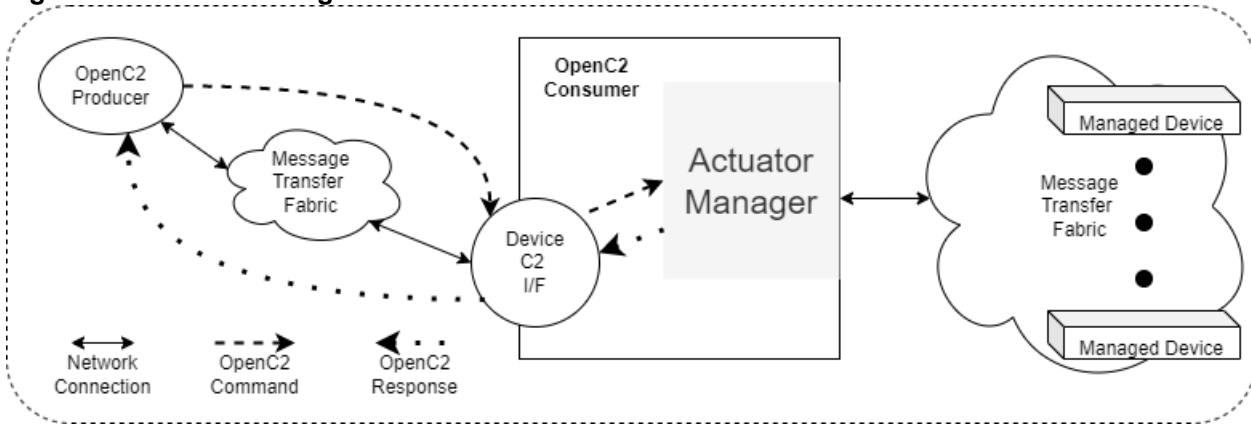 OpenC2
Producer
Message
Transfer
Fabric
OpenC2
Consumer
Actuator
Manager
Device
C2
I/F
Managed Device
Message
Transfer
Fabric
Managed Device
Network
Connection
OpenC2
Command
OpenC2
Response